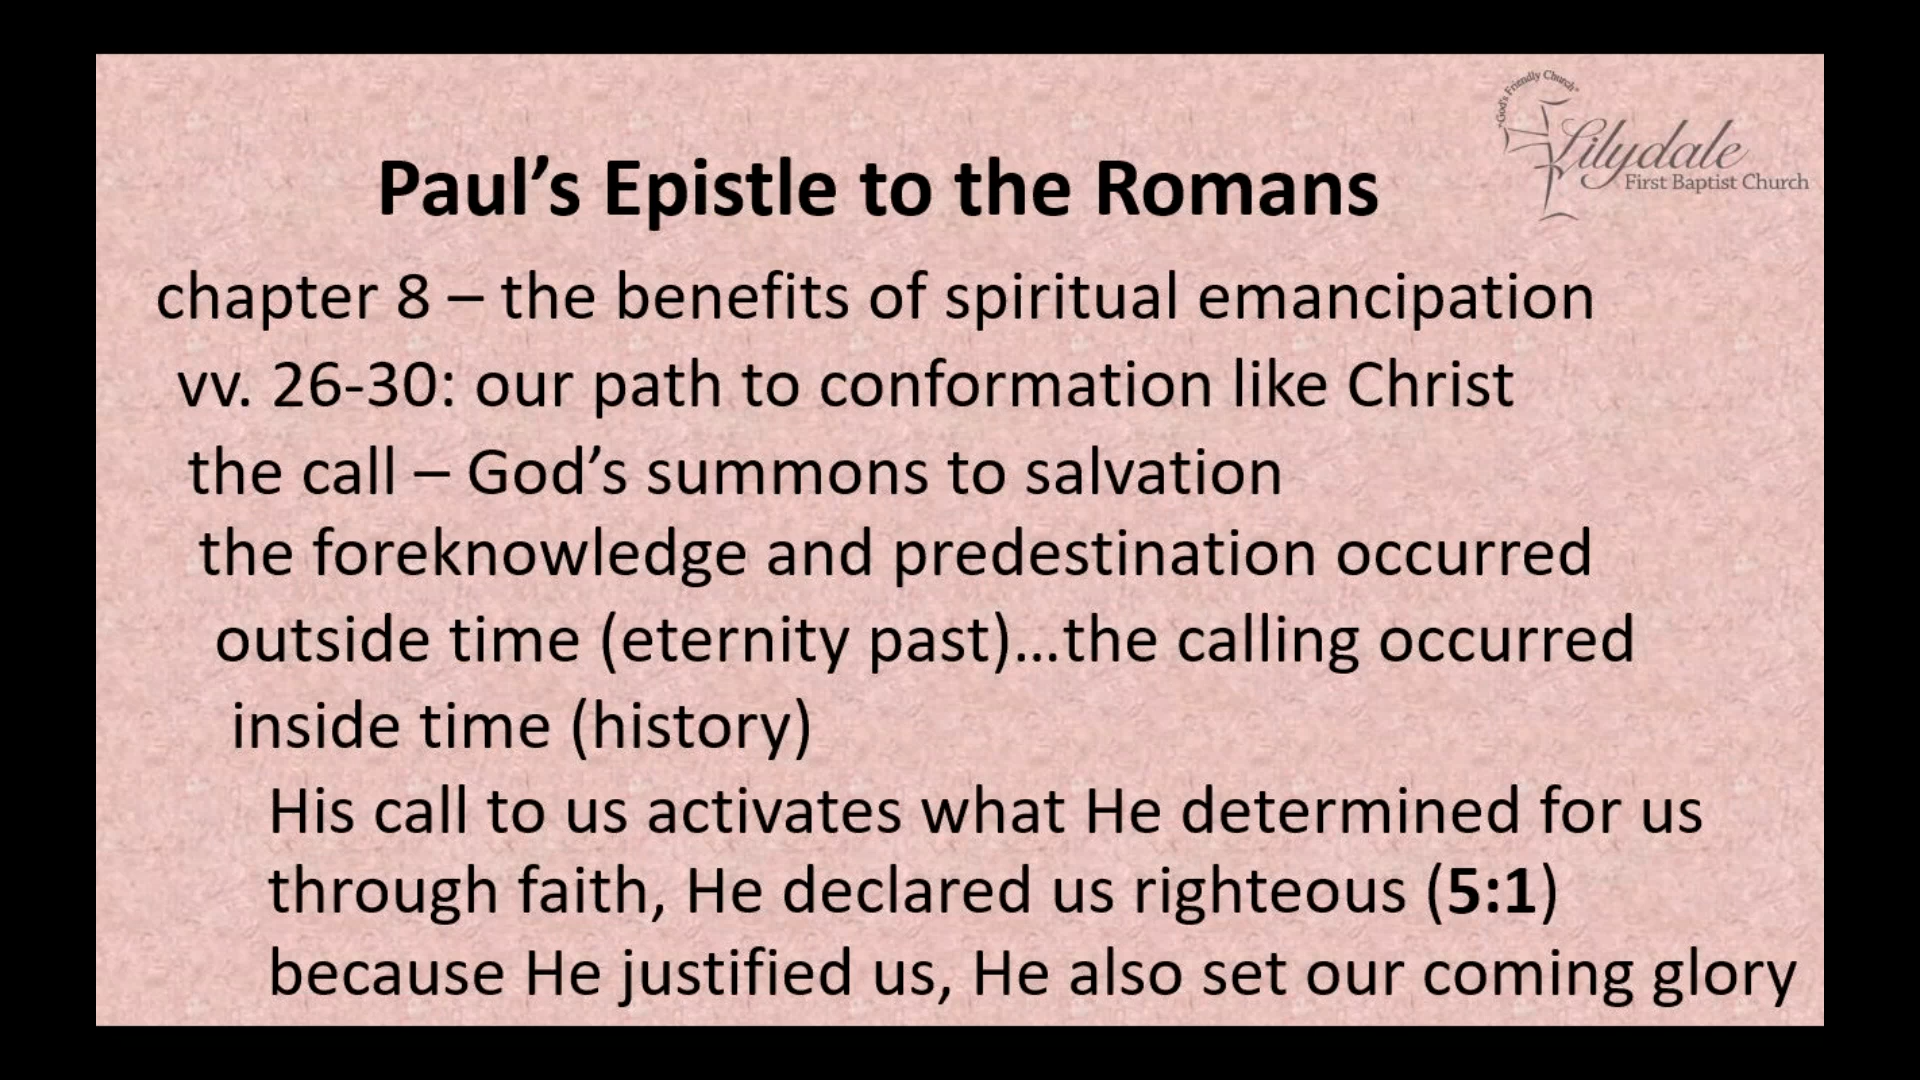 "God's Friendly Church"
Lilydale
First Baptist Church
Paul’s Epistle to the Romans
chapter 8 – the benefits of spiritual emancipation
vv. 26-30: our path to conformation like Christ
the call – God’s summons to salvation
the foreknowledge and predestination occurred
outside time (eternity past)…the calling occurred
inside time (history)
His call to us activates what He determined for us
through faith, He declared us righteous (5:1)
because He justified us, He also set our coming glory